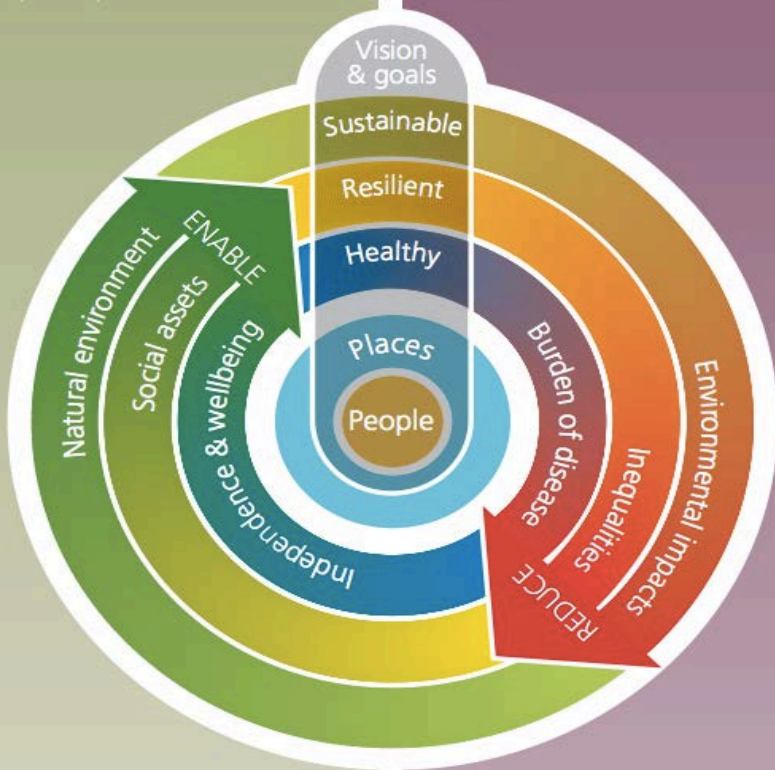 Vision
& goals
Sustainable
Resilient
Healthy
Places
People
ENABLE
Natural environment
Social assets
Independence & wellbeing
Burden of disease
Inequalities
Environmental impacts
REDUCE